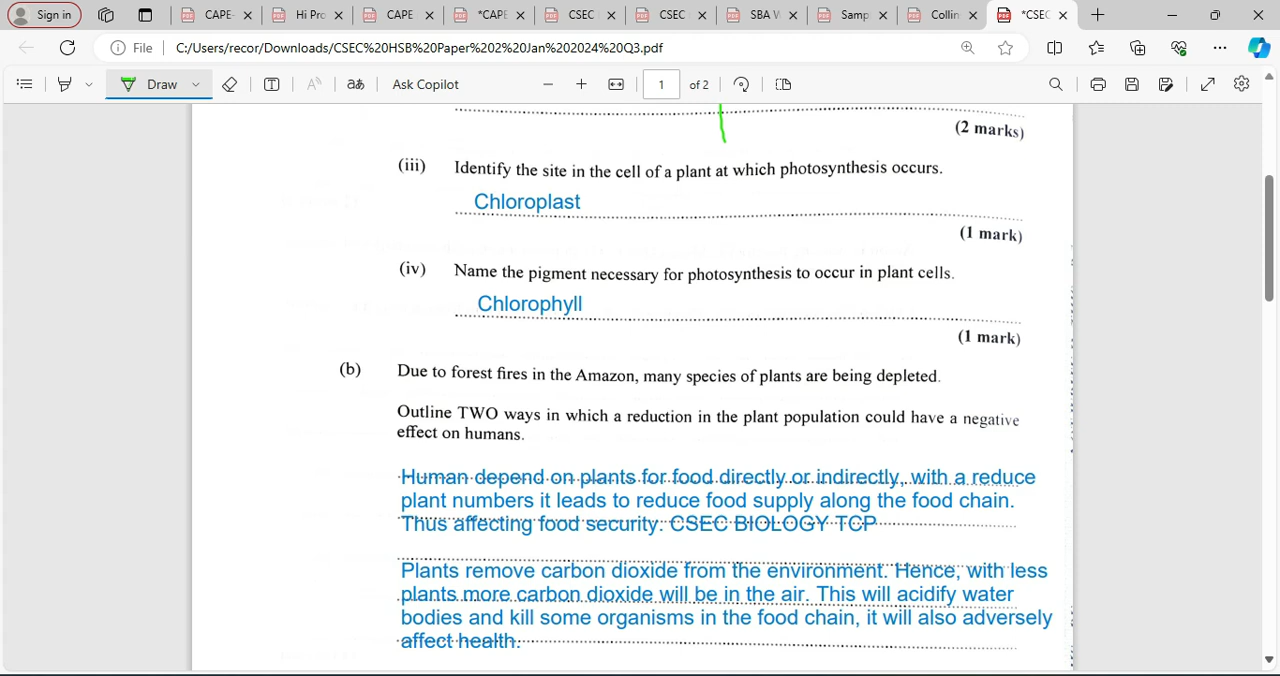 Sign in
CAPE-
Hi Pro
CAPE
*CAPE
CSEC
CSEC
SBA W
Samp
Collin
*CSEC
File
C:/Users/recor/Downloads/CSEC%20HSB%20Paper%202%20Jan%202024%20Q3.pdf
Draw
aあ
Ask Copilot
1 of 2
(2 marks)
(iii) Identify the site in the cell of a plant at which photosynthesis occurs.
Chloroplast
(1 mark)
(iv) Name the pigment necessary for photosynthesis to occur in plant cells.
Chlorophyll
(1 mark)
(b) Due to forest fires in the Amazon, many species of plants are being depleted.
Outline TWO ways in which a reduction in the plant population could have a negative
effect on humans.
Human depend on plants for food directly or indirectly, with a reduce
plant numbers it leads to reduce food supply along the food chain.
Thus affecting food security. CSEC BIOLOGY TCP
Plants remove carbon dioxide from the environment. Hence, with less
plants more carbon dioxide will be in the air. This will acidify water
bodies and kill some organisms in the food chain, it will also adversely
affect health.